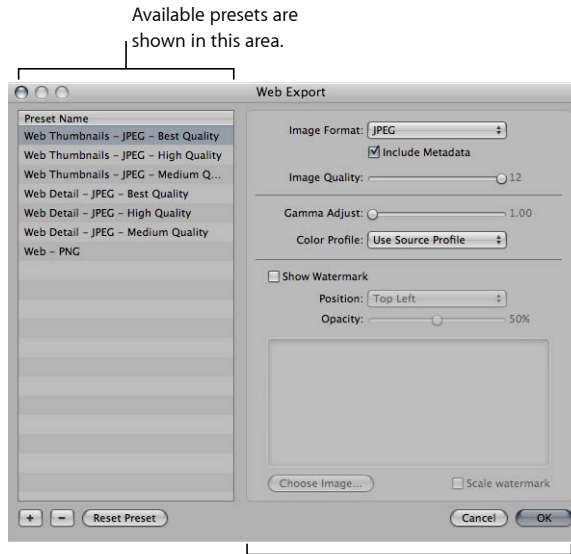 Available presets are
shown in this area.
Web Export
Preset Name
Web Thumbnails – JPEG – Best Quality
Web Thumbnails – JPEG – High Quality
Web Thumbnails – JPEG – Medium Q...
Web Detail – JPEG – Best Quality
Web Detail – JPEG – High Quality
Web Detail – JPEG – Medium Quality
Web – PNG
Image Format: JPEG
Include Metadata
Image Quality: 12
Gamma Adjust: 1.00
Color Profile: Use Source Profile
Show Watermark
Position: Top Left
Opacity: 50%
Choose Image... Scale watermark
+ – Reset Preset Cancel OK